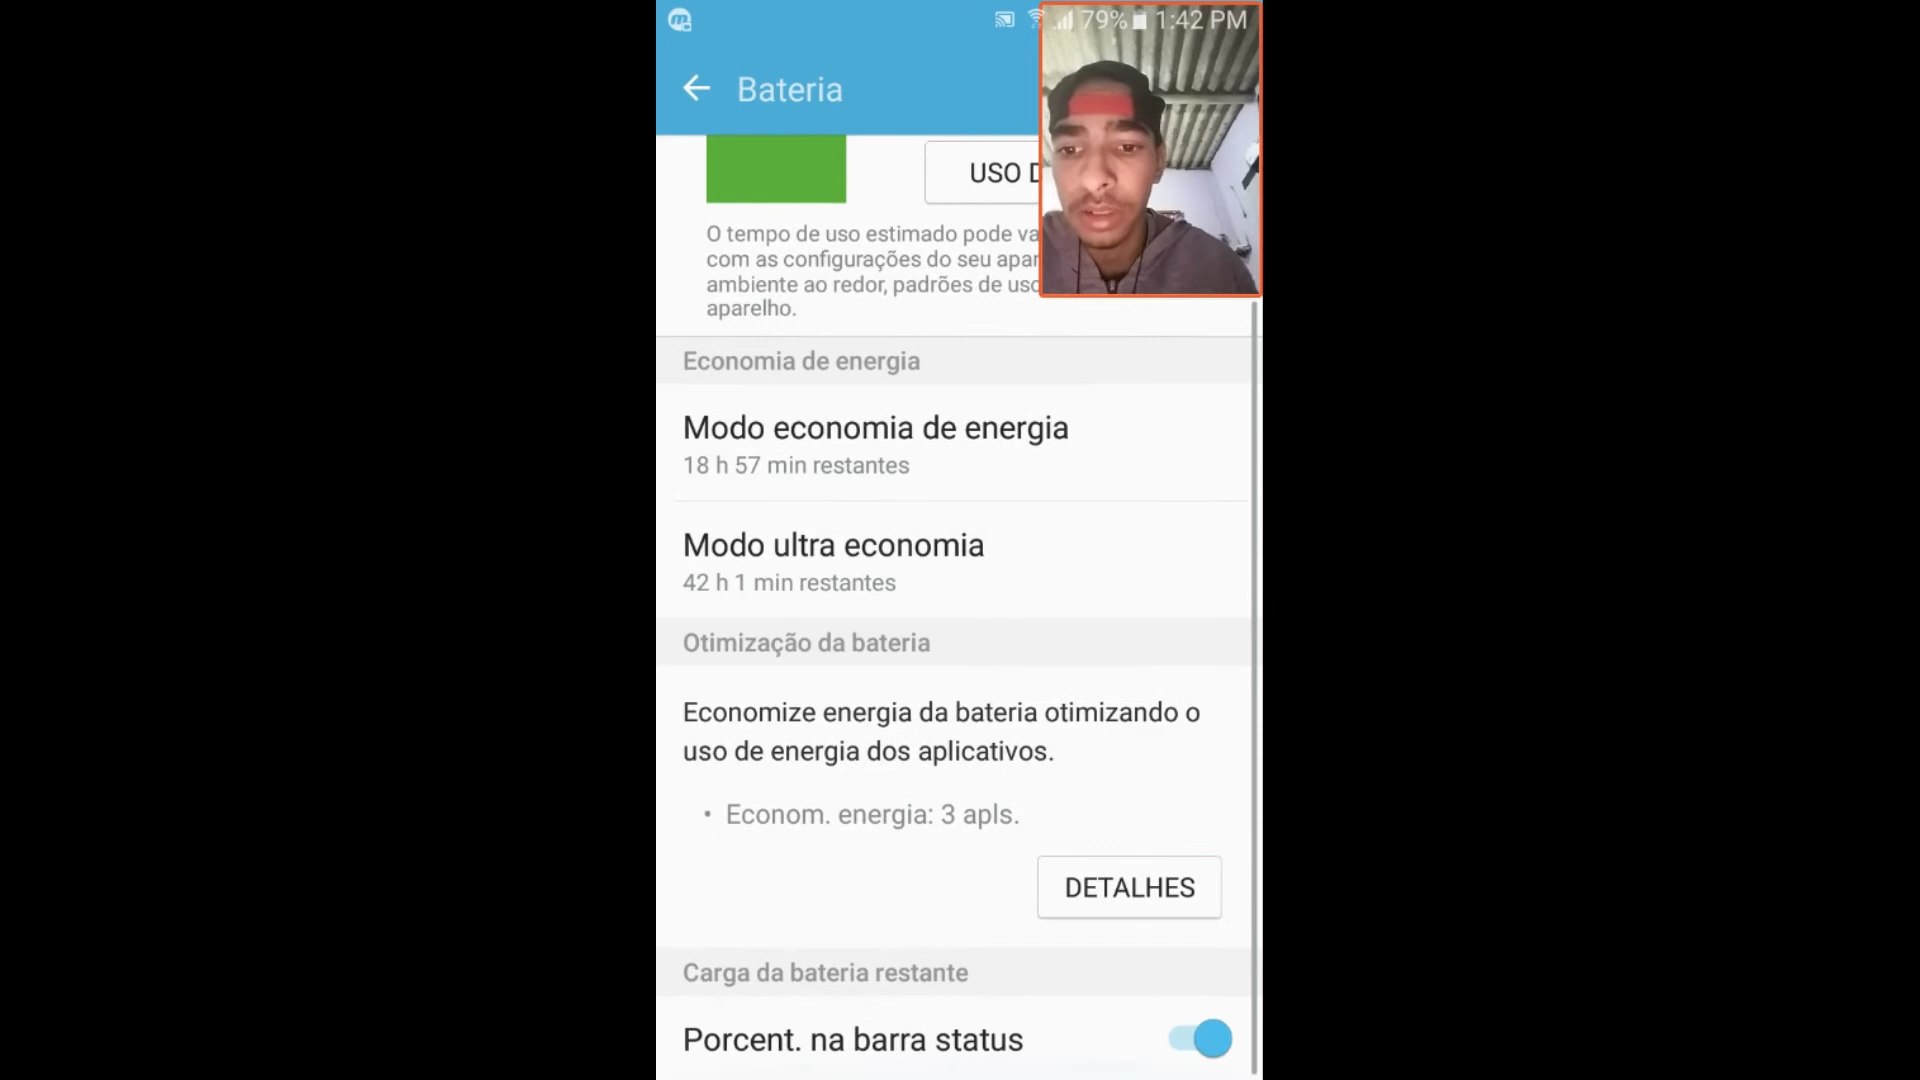 79% 1:42 PM
Bateria
USO
O tempo de uso estimado pode
com as configurações do seu
ambiente ao redor, padrões de uso
aparelho.
Economia de energia
Modo economia de energia
18 h 57 min restantes
Modo ultra economia
42 h 1 min restantes
Otimização da bateria
Economize energia da bateria otimizando o
uso de energia dos aplicativos.
• Econom. energia: 3 apls.
DETALHES
Carga da bateria restante
Porcent. na barra status